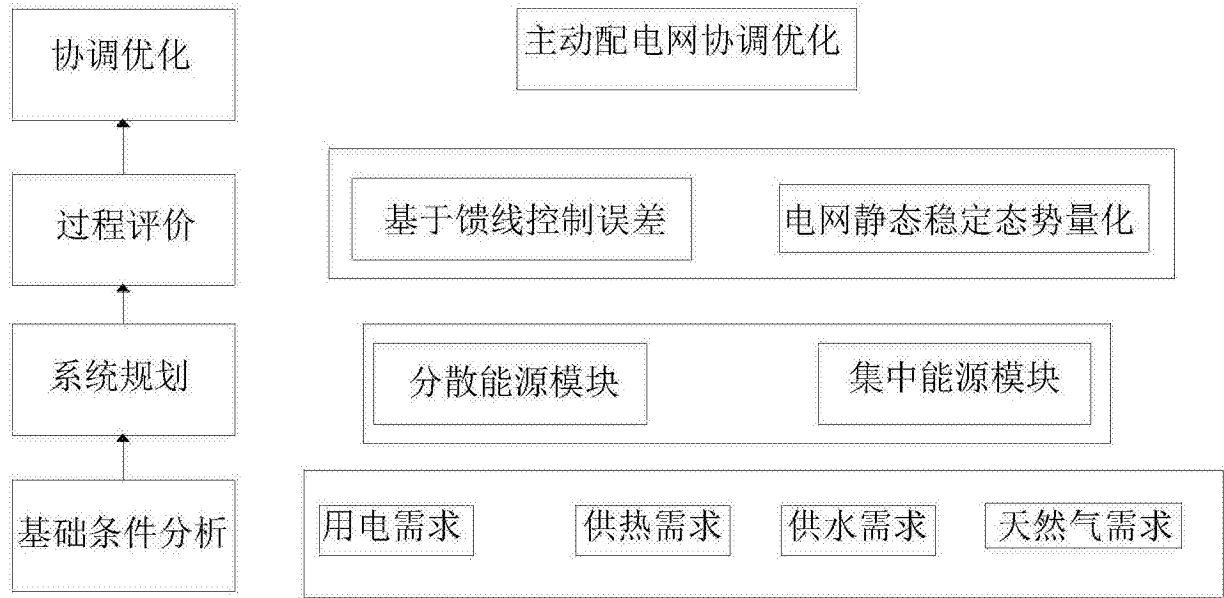 协调优化
主动配电网协调优化
过程评价
基于馈线控制误差
电网静态稳定态势量化
系统规划
分散能源模块
集中能源模块
基础条件分析
用电需求
供热需求
供水需求
天然气需求